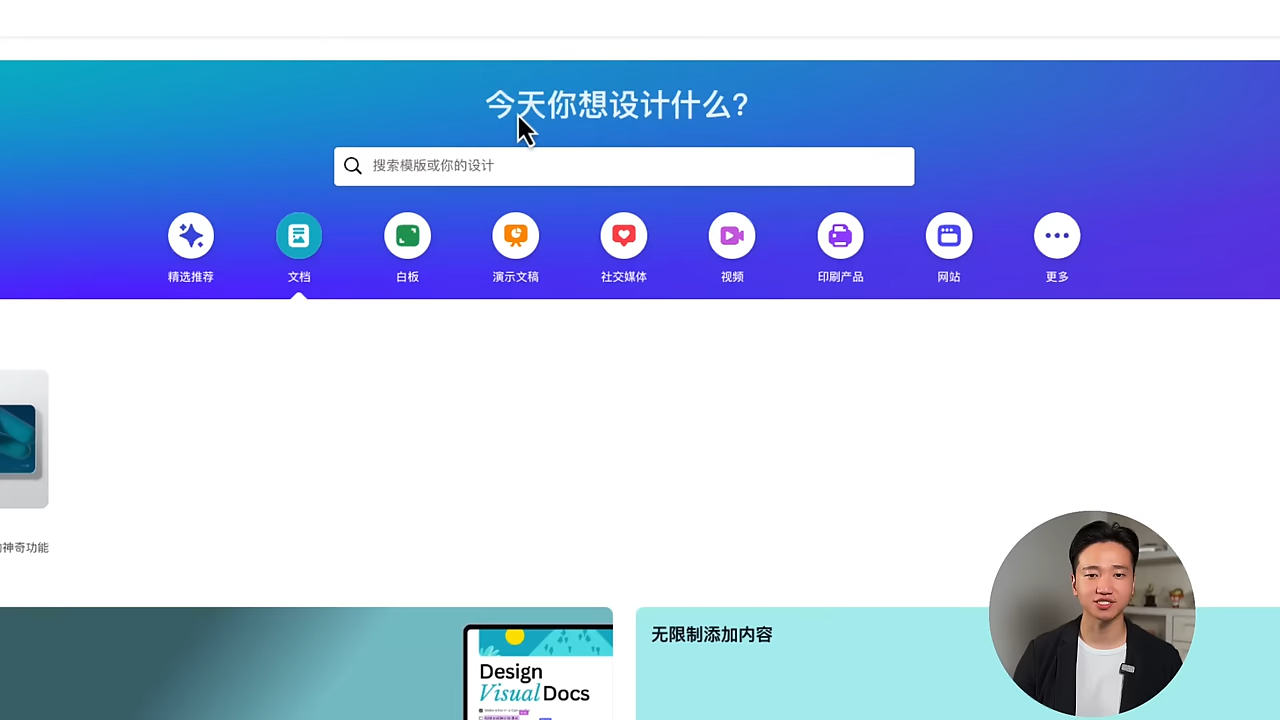 今天你想设计什么?
搜索模版或你的设计
精选推荐
文档
白板
演示文稿
社交媒体
视频
印刷产品
网站
更多
神奇功能
无限制添加内容
Design
Visual Docs